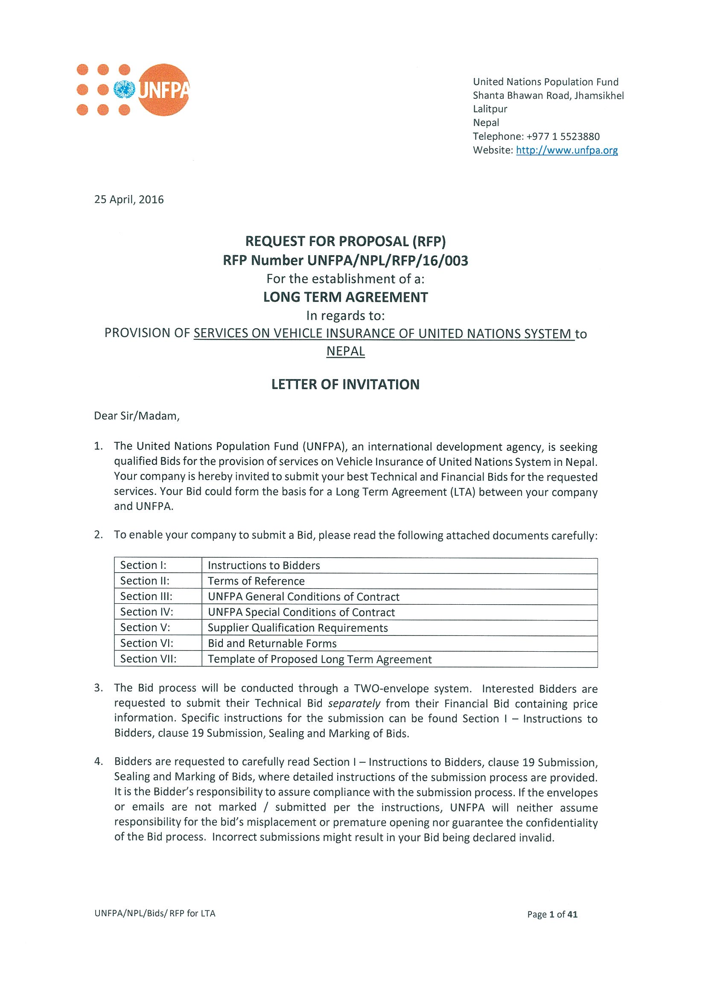 UNFPA
United Nations Population Fund
Shanta Bhawan Road, Jhamsikhel
Lalitpur
Nepal
Telephone: +977 1 5523880
Website: http://www.unfpa.org
25 April, 2016
REQUEST FOR PROPOSAL (RFP)
RFP Number UNFPA/NPL/RFP/16/003
For the establishment of a:
LONG TERM AGREEMENT
In regards to:
PROVISION OF SERVICES ON VEHICLE INSURANCE OF UNITED NATIONS SYSTEM to
NEPAL
LETTER OF INVITATION
Dear Sir/Madam,
1. The United Nations Population Fund (UNFPA), an international development agency, is seeking
qualified Bids for the provision of services on Vehicle Insurance of United Nations System in Nepal.
Your company is hereby invited to submit your best Technical and Financial Bids for the requested
services. Your Bid could form the basis for a Long Term Agreement (LTA) between your company
and UNFPA.
2. To enable your company to submit a Bid, please read the following attached documents carefully:
Section I: Instructions to Bidders
Section II: Terms of Reference
Section III: UNFPA General Conditions of Contract
Section IV: UNFPA Special Conditions of Contract
Section V: Supplier Qualification Requirements
Section VI: Bid and Returnable Forms
Section VII: Template of Proposed Long Term Agreement
3. The Bid process will be conducted through a TWO-envelope system. Interested Bidders are
requested to submit their Technical Bid separately from their Financial Bid containing price
information. Specific instructions for the submission can be found Section I – Instructions to
Bidders, clause 19 Submission, Sealing and Marking of Bids.
4. Bidders are requested to carefully read Section I – Instructions to Bidders, clause 19 Submission,
Sealing and Marking of Bids, where detailed instructions of the submission process are provided.
It is the Bidder's responsibility to assure compliance with the submission process. If the envelopes
or emails are not marked / submitted per the instructions, UNFPA will neither assume
responsibility for the bid's misplacement or premature opening nor guarantee the confidentiality
of the Bid process. Incorrect submissions might result in your Bid being declared invalid.
UNFPA/NPL/Bids/ RFP for LTA
Page 1 of 41